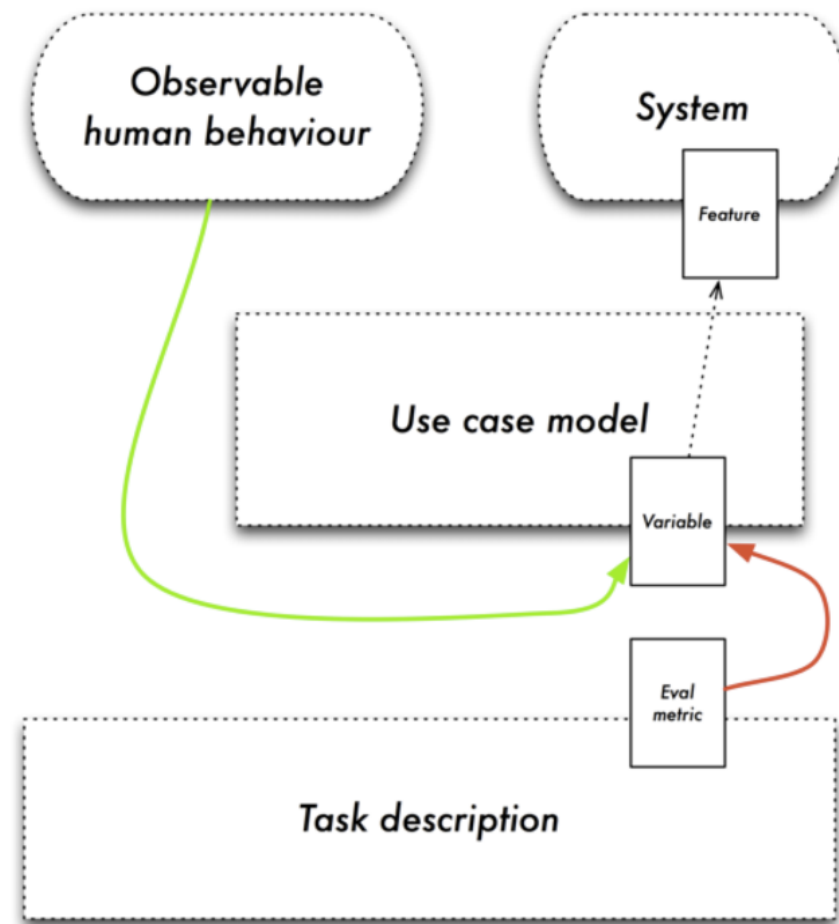 Observable
human behaviour
System
Feature
Use case model
Variable
Eval
metric
Task description